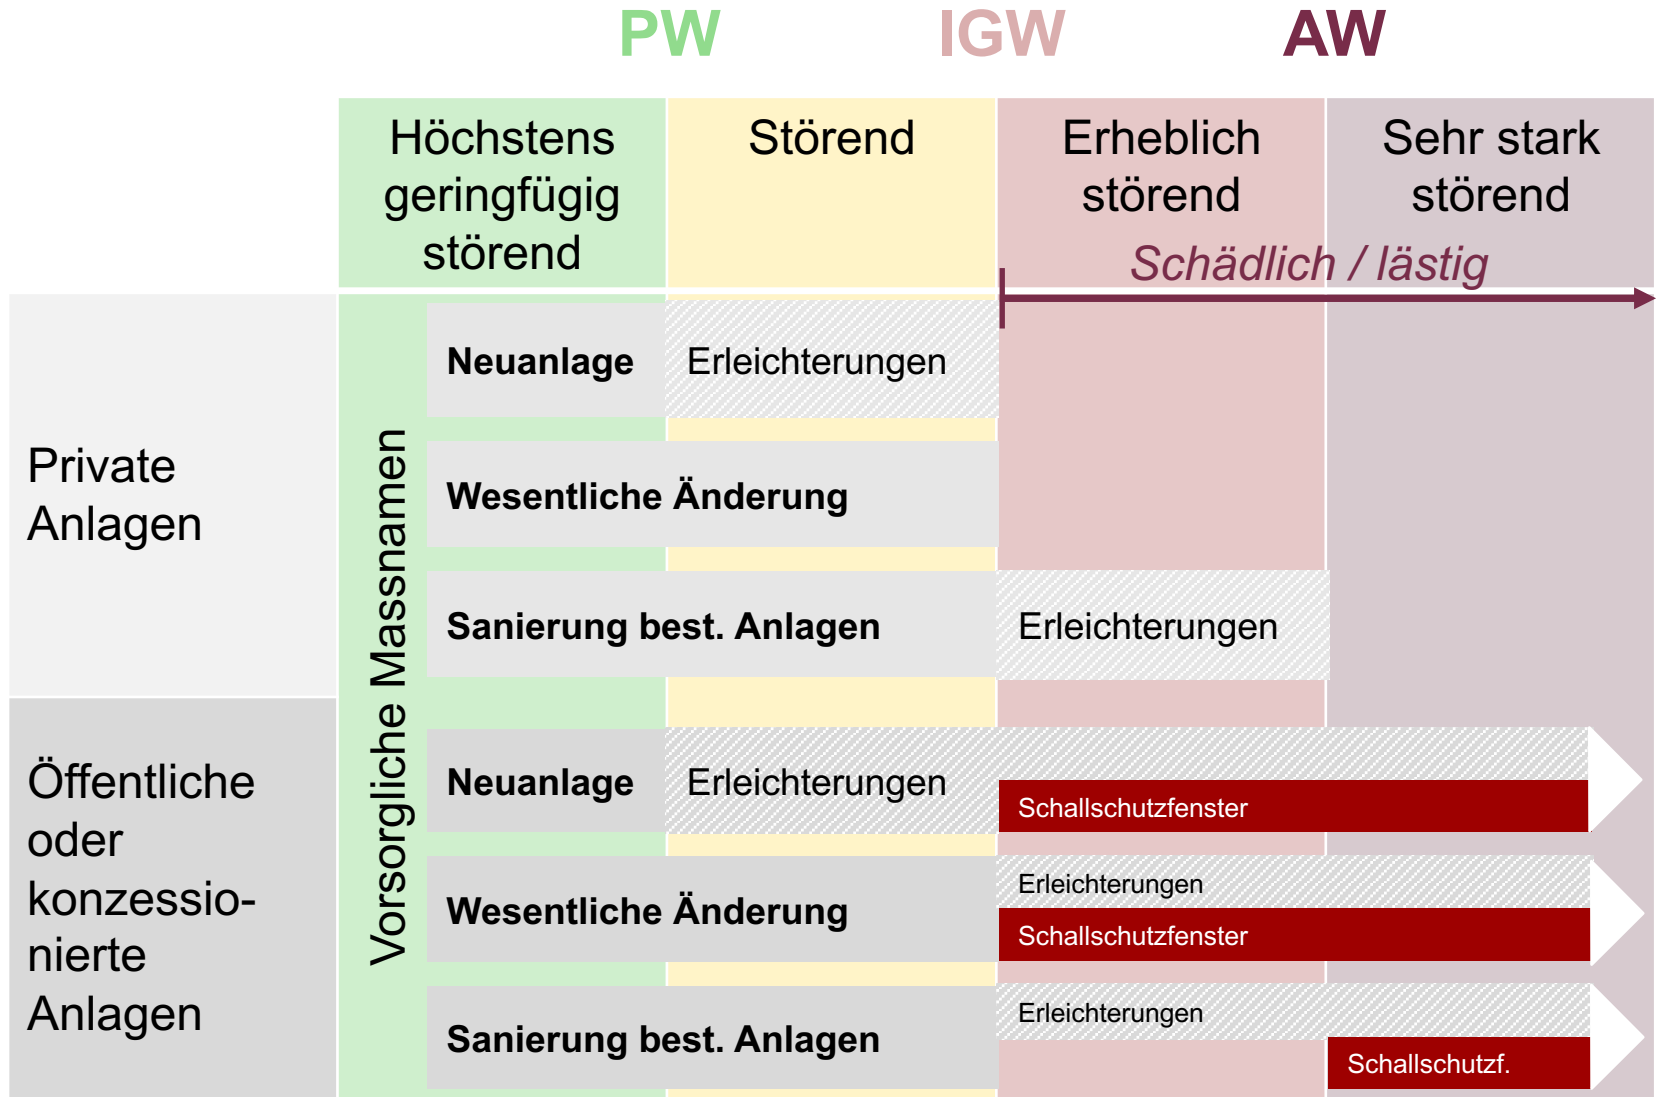 PW
IGW
AW
Höchstens
geringfügig
störend
Störend
Erheblich
störend
Sehr stark
störend
Schädlich / lästig
Private
Anlagen
Vorsorgliche Massnamen
Neuanlage
Erleichterungen
Wesentliche Änderung
Sanierung best. Anlagen
Erleichterungen
Öffentliche
oder
konzessio-
nierte
Anlagen
Neuanlage
Erleichterungen
Schallschutzfenster
Wesentliche Änderung
Erleichterungen
Schallschutzfenster
Sanierung best. Anlagen
Erleichterungen
Schallschutzf.